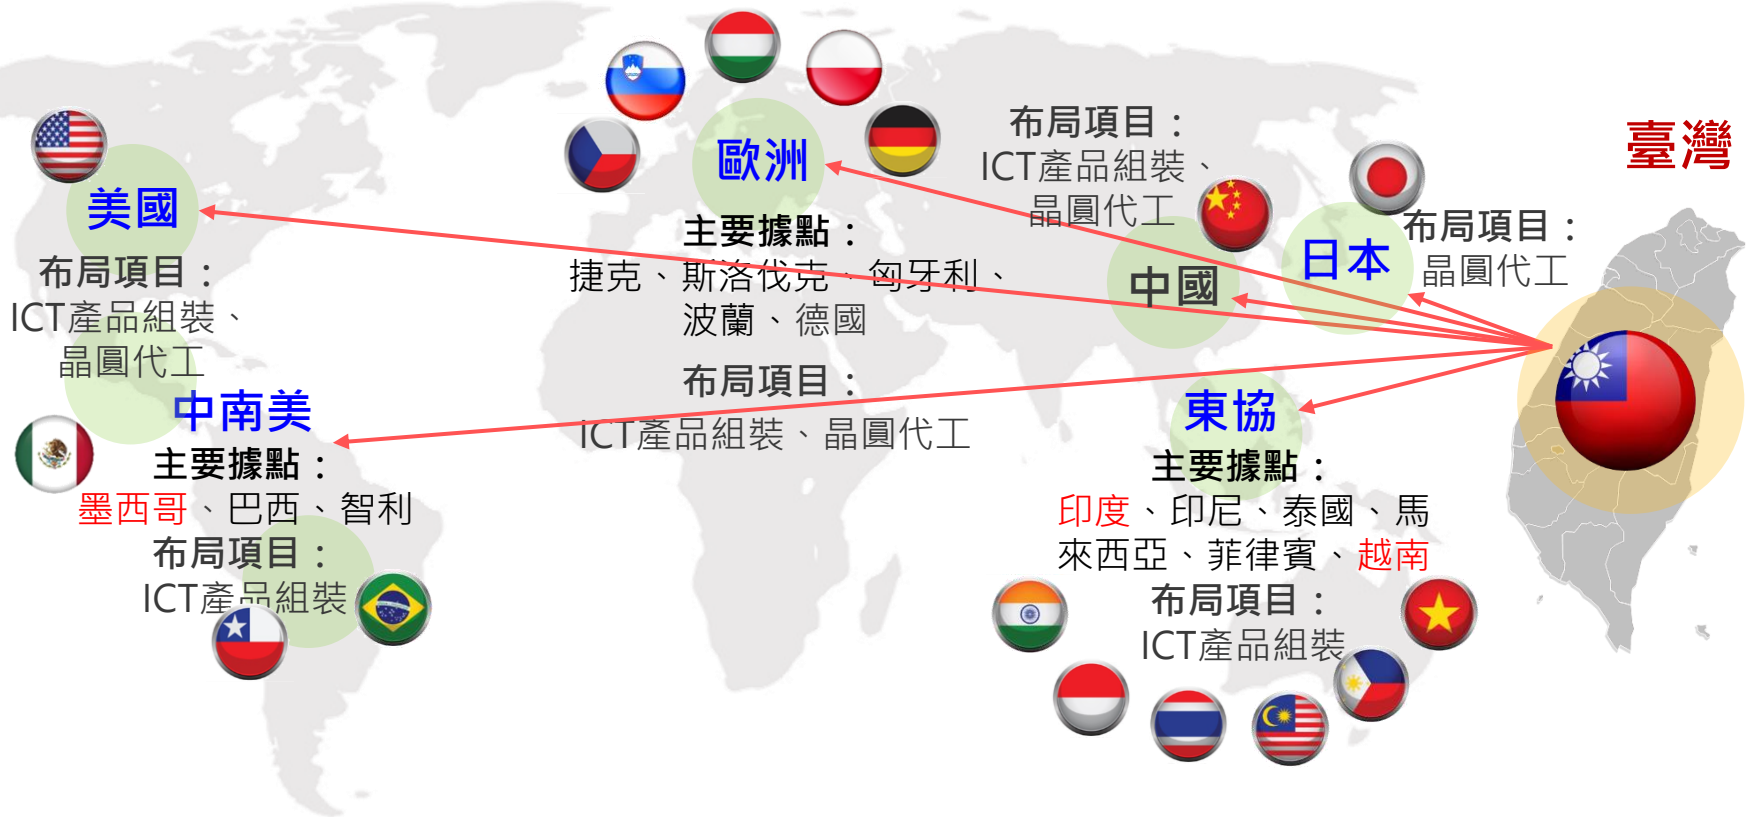 美國
布局項目：
ICT產品組裝、
晶圓代工
中南美
主要據點：
墨西哥、巴西、智利
布局項目：
ICT產品組裝
歐洲
主要據點：
捷克、斯洛伐克、匈牙利、
波蘭、德國
布局項目：
ICT產品組裝、晶圓代工
布局項目：
ICT產品組裝、
晶圓代工
中國
日本
布局項目：
晶圓代工
東協
主要據點：
印度、印尼、泰國、馬
來西亞、菲律賓、越南
布局項目：
ICT產品組裝
臺灣